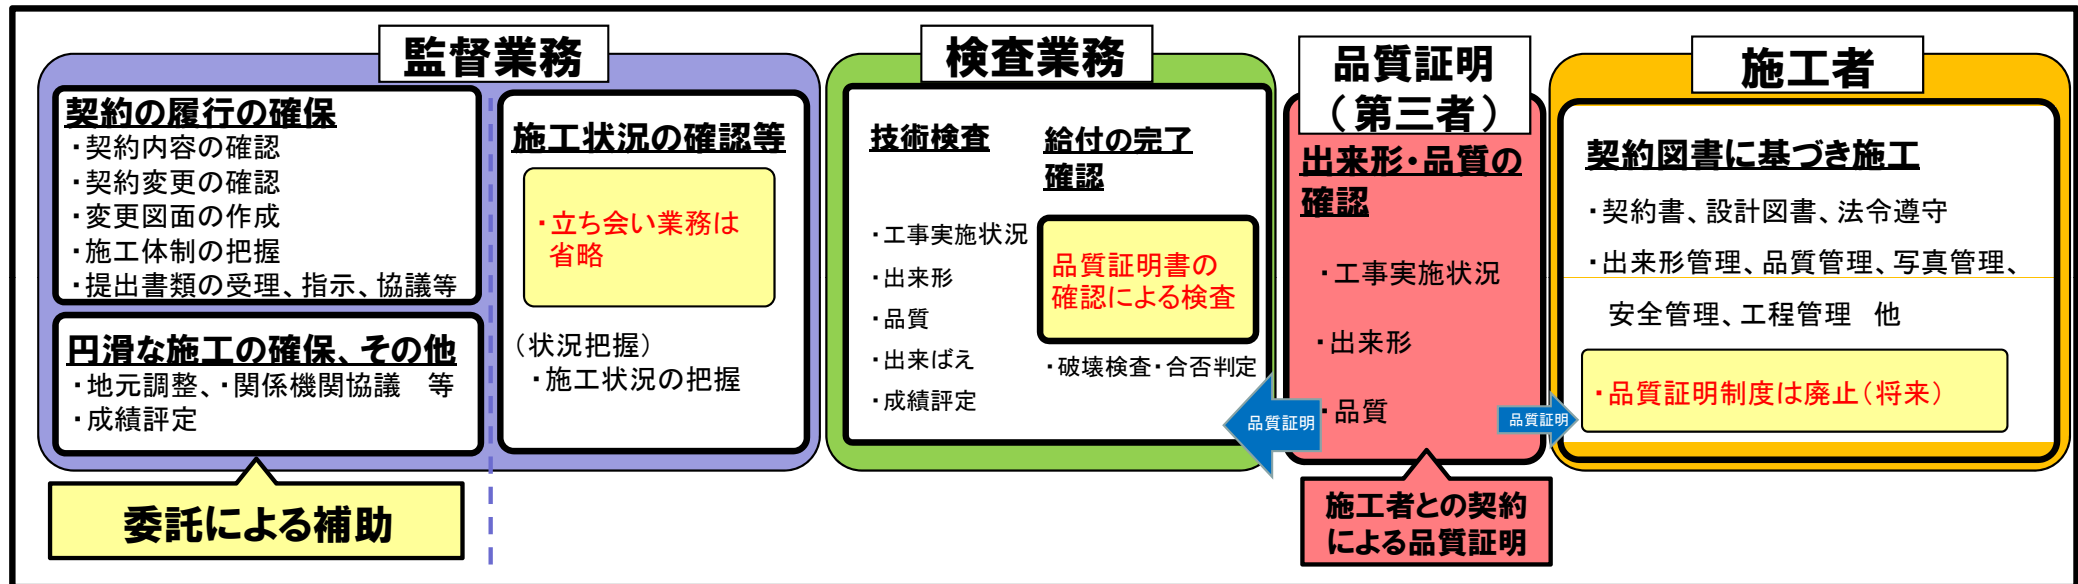 監督業務
契約の履行の確保
・契約内容の確認
・契約変更の確認
・変更図面の作成
・施工体制の把握
・提出書類の受理、指示、協議等
円滑な施工の確保、その他
・地元調整、・関係機関協議　等
・成績評定
委託による補助
施工状況の確認等
・立ち会い業務は
省略
（状況把握）
・施工状況の把握
検査業務
技術検査
・工事実施状況
・出来形
・品質
・出来ばえ
・成績評定
給付の完了
確認
品質証明書の
確認による検査
・破壊検査・合否判定
品質証明
品質証明
（第三者）
出来形・品質の
確認
・工事実施状況
・出来形
・品質
施工者との契約
による品質証明
品質証明
施工者
契約図書に基づき施工
・契約書、設計図書、法令遵守
・出来形管理、品質管理、写真管理、
安全管理、工程管理　他
・品質証明制度は廃止（将来）